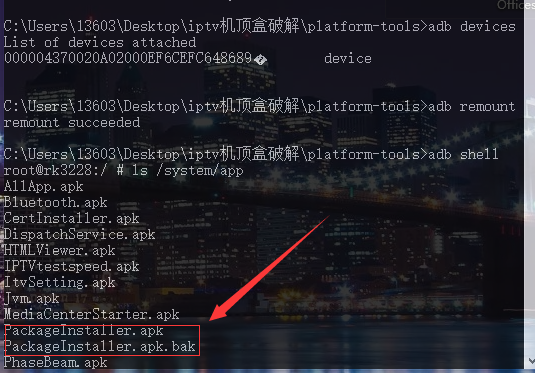 Offices
C:\Users\13603\Desktop\iptv机顶盒破解\platform-tools>adb devices
List of devices attached
000004370020A02000EF6CEFC648689� device
C:\Users\13603\Desktop\iptv机顶盒破解\platform-tools>adb remount
remount succeeded
C:\Users\13603\Desktop\iptv机顶盒破解\platform-tools>adb shell
root@rk3228:/ # ls /system/app
AllApp.apk
Bluetooth.apk
CertInstaller.apk
DispatchService.apk
HTMLViewer.apk
IPTVtestspeed.apk
ItvSetting.apk
Jvm.apk
MediaCenterStarter.apk
PackageInstaller.apk
PackageInstaller.apk.bak
PhaseBeam.apk